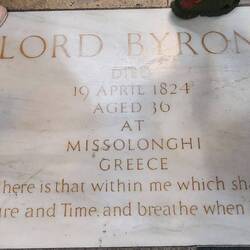 LORD BYRON
DIED
19 APRIL 1824
AGED 36
AT
MISSOLONGHI
GREECE
here is that within me which sha
ure and Time, and breathe when